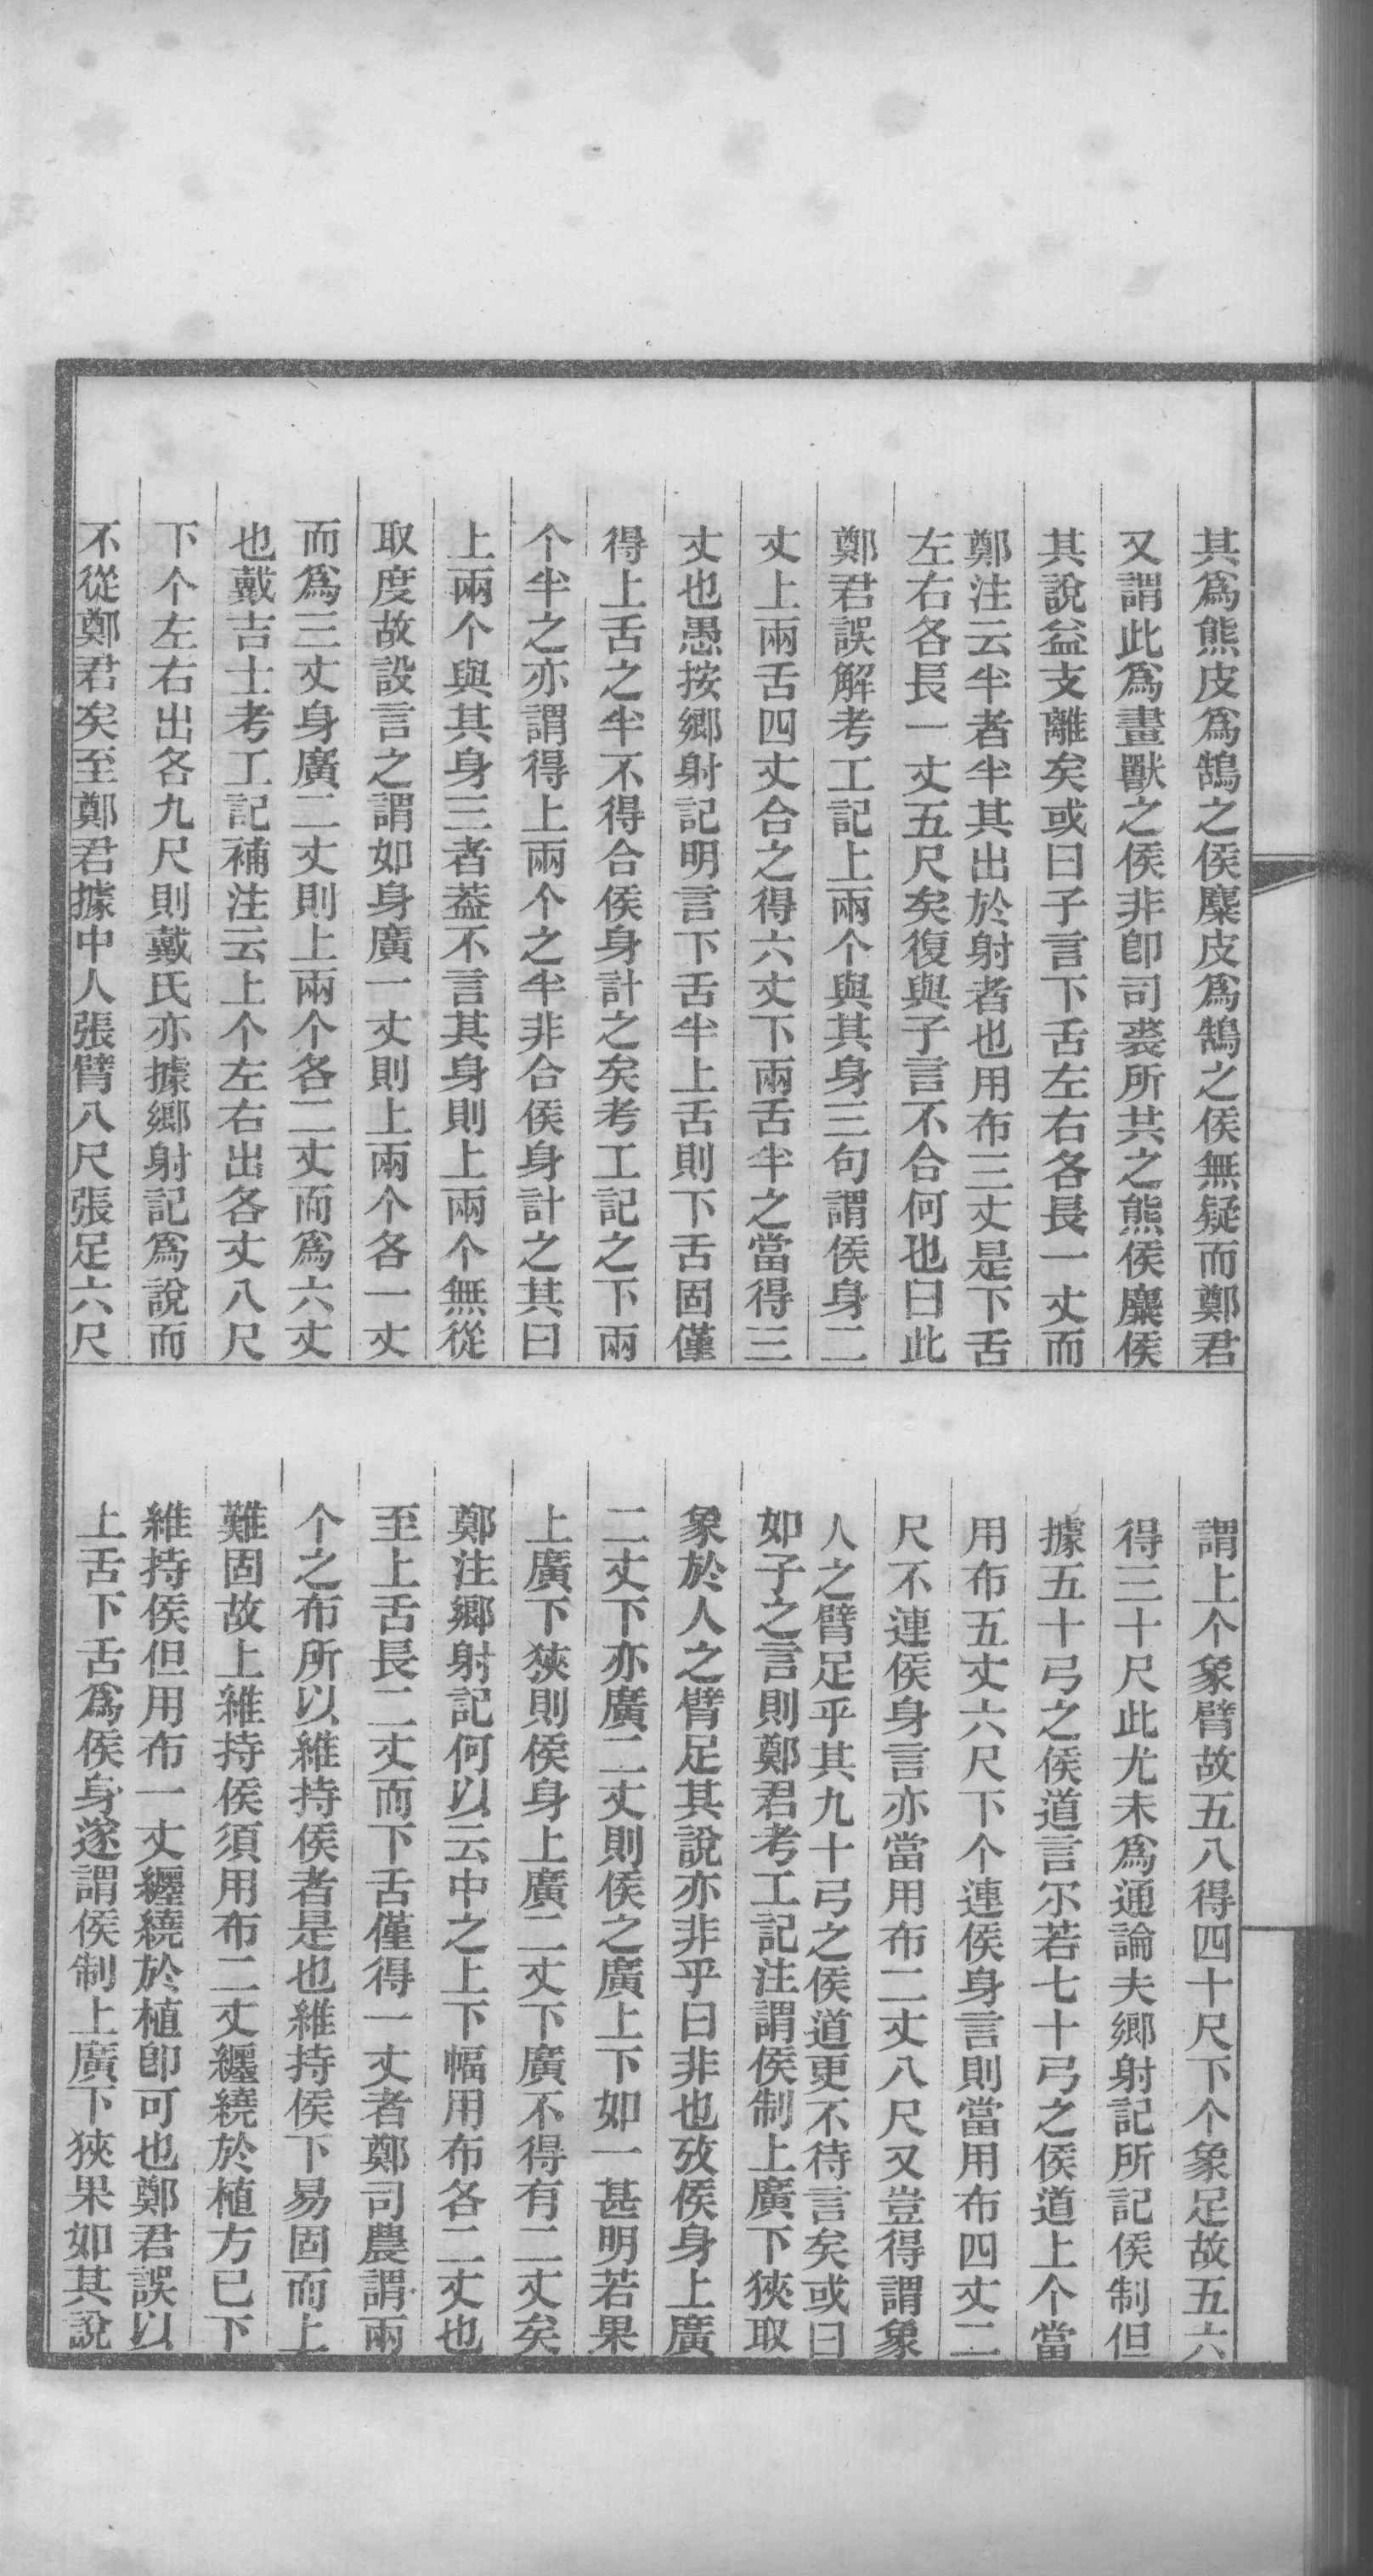 其爲熊皮爲鵠之侯麋皮爲鵠之侯無疑而鄭君
又謂此爲畫獸之侯非卽司裘所共之熊侯麋侯
其說益支離矣或曰子言下舌左右各長一丈而
鄭注云半者半其出於射者也用布三丈是下舌
左右各長一丈五尺矣復與子言不合何也曰此
鄭君誤解考工記上兩个與其身三句謂侯身二
丈上兩舌四丈合之得六丈下兩舌半之當得三
丈也愚按鄉射記明言下舌半上舌則下舌固僅
得上舌之半不得合侯身計之矣考工記之下兩
个半之亦謂得上兩个之半非合侯身計之其曰
上兩个與其身三者葢不言其身則上兩个無從
取度故設言之謂如身廣一丈則上兩个各一丈
而爲三丈身廣二丈則上兩个各二丈而爲六丈
也戴吉士考工記補注云上个左右出各丈八尺
下个左右出各九尺則戴氏亦據鄉射記爲說而
不從鄭君矣至鄭君據中人張臂八尺張足六尺
謂上个象臂故五八得四十尺下个象足故五六
得三十尺此尤未爲通論夫鄉射記所記侯制但
據五十弓之侯道言尔若七十弓之侯道上个當
用布五丈六尺下个連侯身言則當用布四丈二
尺不連侯身言亦當用布二丈八尺又豈得謂象
人之臂足乎其九十弓之侯道更不待言矣或曰
如子之言則鄭君考工記注謂侯制上廣下狹取
象於人之臂足其說亦非乎曰非也攷侯身上廣
二丈下亦廣二丈則侯之廣上下如一甚明若果
上廣下狹則侯身上廣二丈下廣不得有二丈矣
鄭注鄉射記何以云中之上下幅用布各二丈也
至上舌長二丈而下舌僅得一丈者鄭司農謂兩
个之布所以維持侯者是也維持侯下易固而上
難固故上維持侯須用布二丈纏繞於植方已下
維持侯但用布一丈纏繞於植卽可也鄭君誤以
上舌下舌爲侯身遂謂侯制上廣下狹果如其說